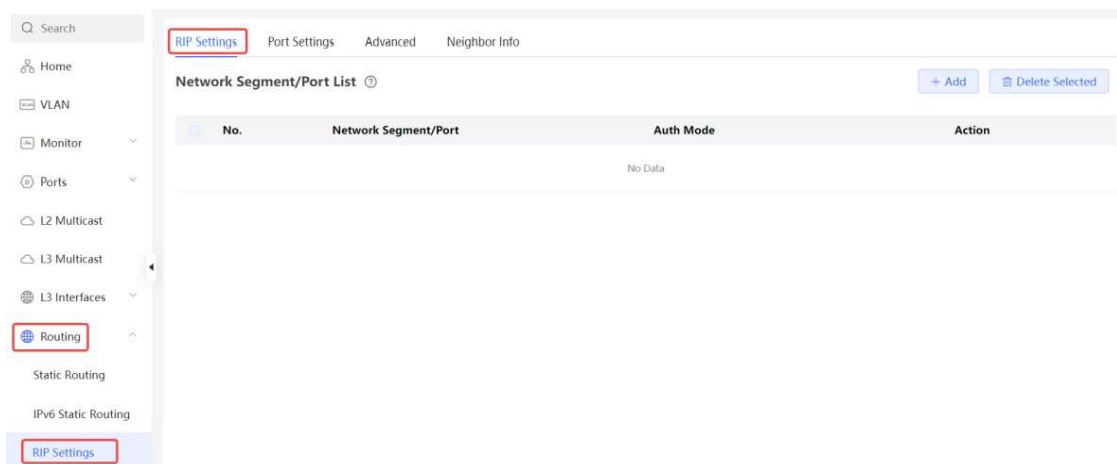 Search
Home
VLAN
Monitor
Ports
L2 Multicast
L3 Multicast
L3 Interfaces
Routing
Static Routing
IPv6 Static Routing
RIP Settings
RIP Settings Port Settings Advanced Neighbor Info
Network Segment/Port List
+ Add Delete Selected
No. Network Segment/Port Auth Mode Action
No Data